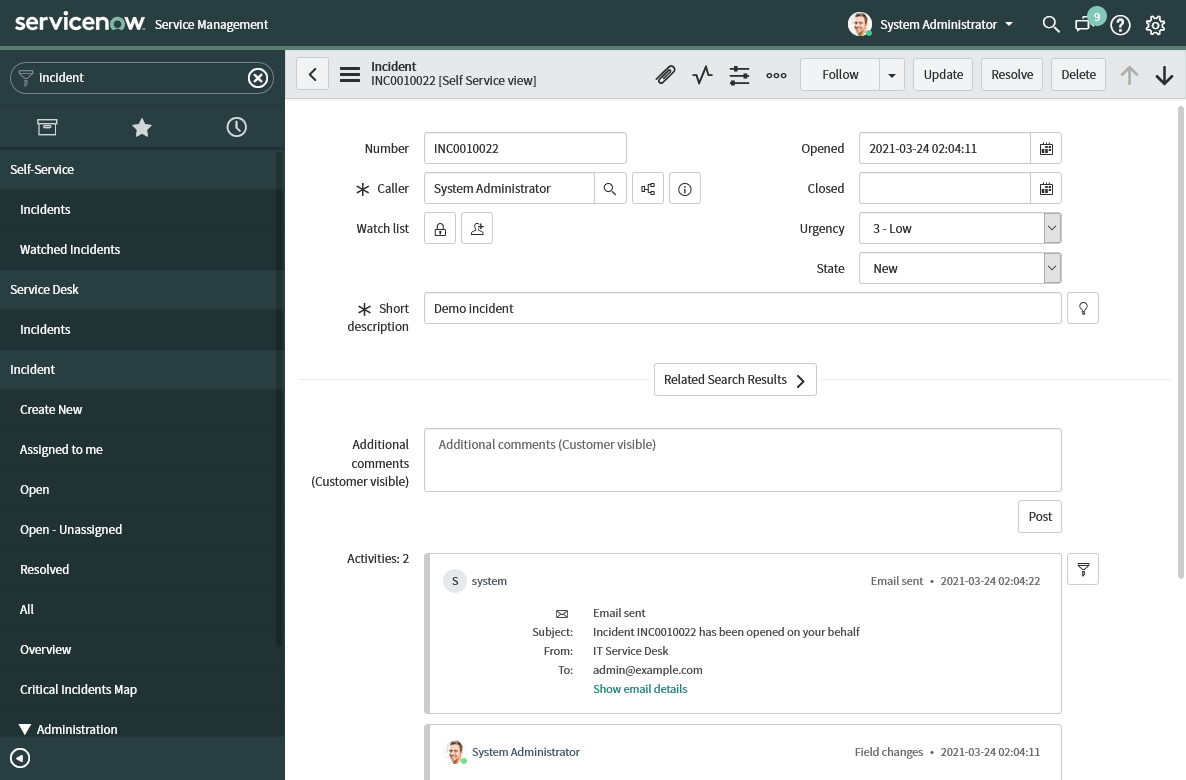 servicenow Service Management
System Administrator
9
incident
Self-Service
Incidents
Watched Incidents
Service Desk
Incidents
Incident
Create New
Assigned to me
Open
Open - Unassigned
Resolved
All
Overview
Critical Incidents Map
Administration
Incident
INC0010022 [Self Service view]
Follow
Update
Resolve
Delete
Number INC0010022
Opened 2021-03-24 02:04:11
Caller System Administrator
Closed
Watch list
Urgency 3 - Low
State New
Short
description
Demo incident
Related Search Results
Additional
comments
(Customer visible)
Additional comments (Customer visible)
Post
Activities: 2
S system
Email sent • 2021-03-24 02:04:22
Email sent
Subject: Incident INC0010022 has been opened on your behalf
From: IT Service Desk
To: admin@example.com
Show email details
System Administrator
Field changes • 2021-03-24 02:04:11